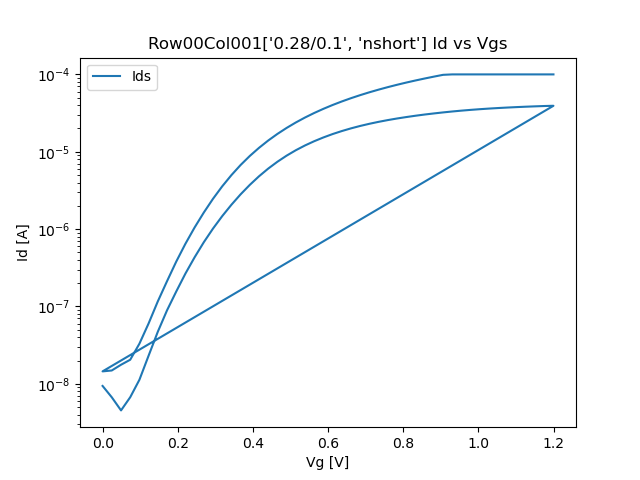 Row00Col001['0.28/0.1', 'nshort'] Id vs Vgs
Ids
10⁻⁴
10⁻⁵
10⁻⁶
10⁻⁷
10⁻⁸
Id [A]
0.0 0.2 0.4 0.6 0.8 1.0 1.2
Vg [V]